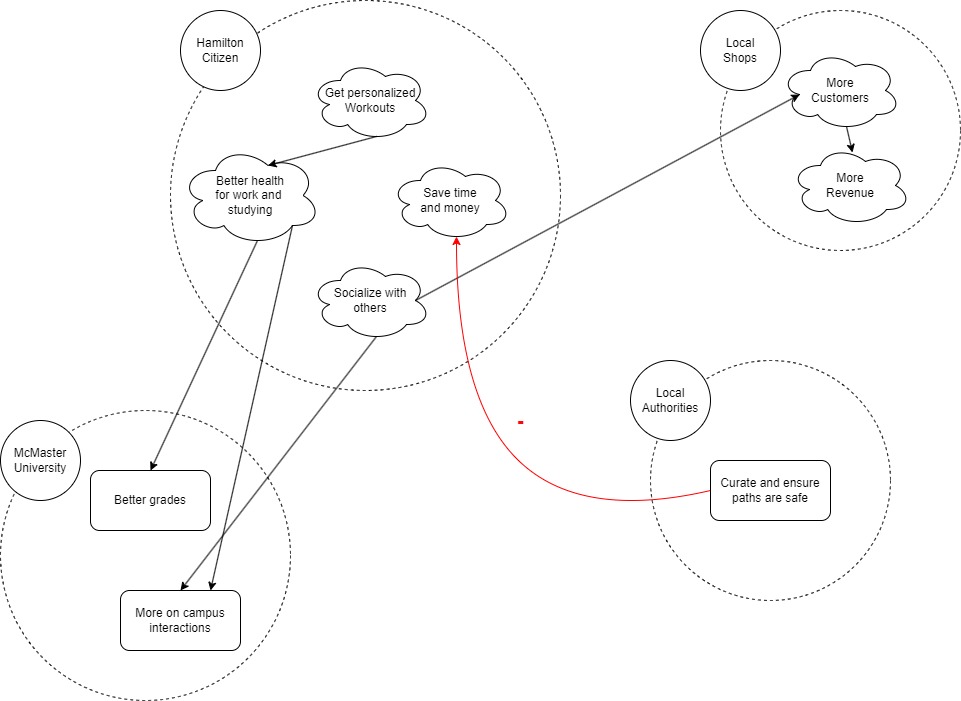 Hamilton
Citizen
Local
Shops
More
Customers
Get personalized
Workouts
Better health
for work and
studying
Save time
and money
More
Revenue
Socialize with
others
Local
Authorities
-
McMaster
University
Better grades
Curate and ensure
paths are safe
More on campus
interactions